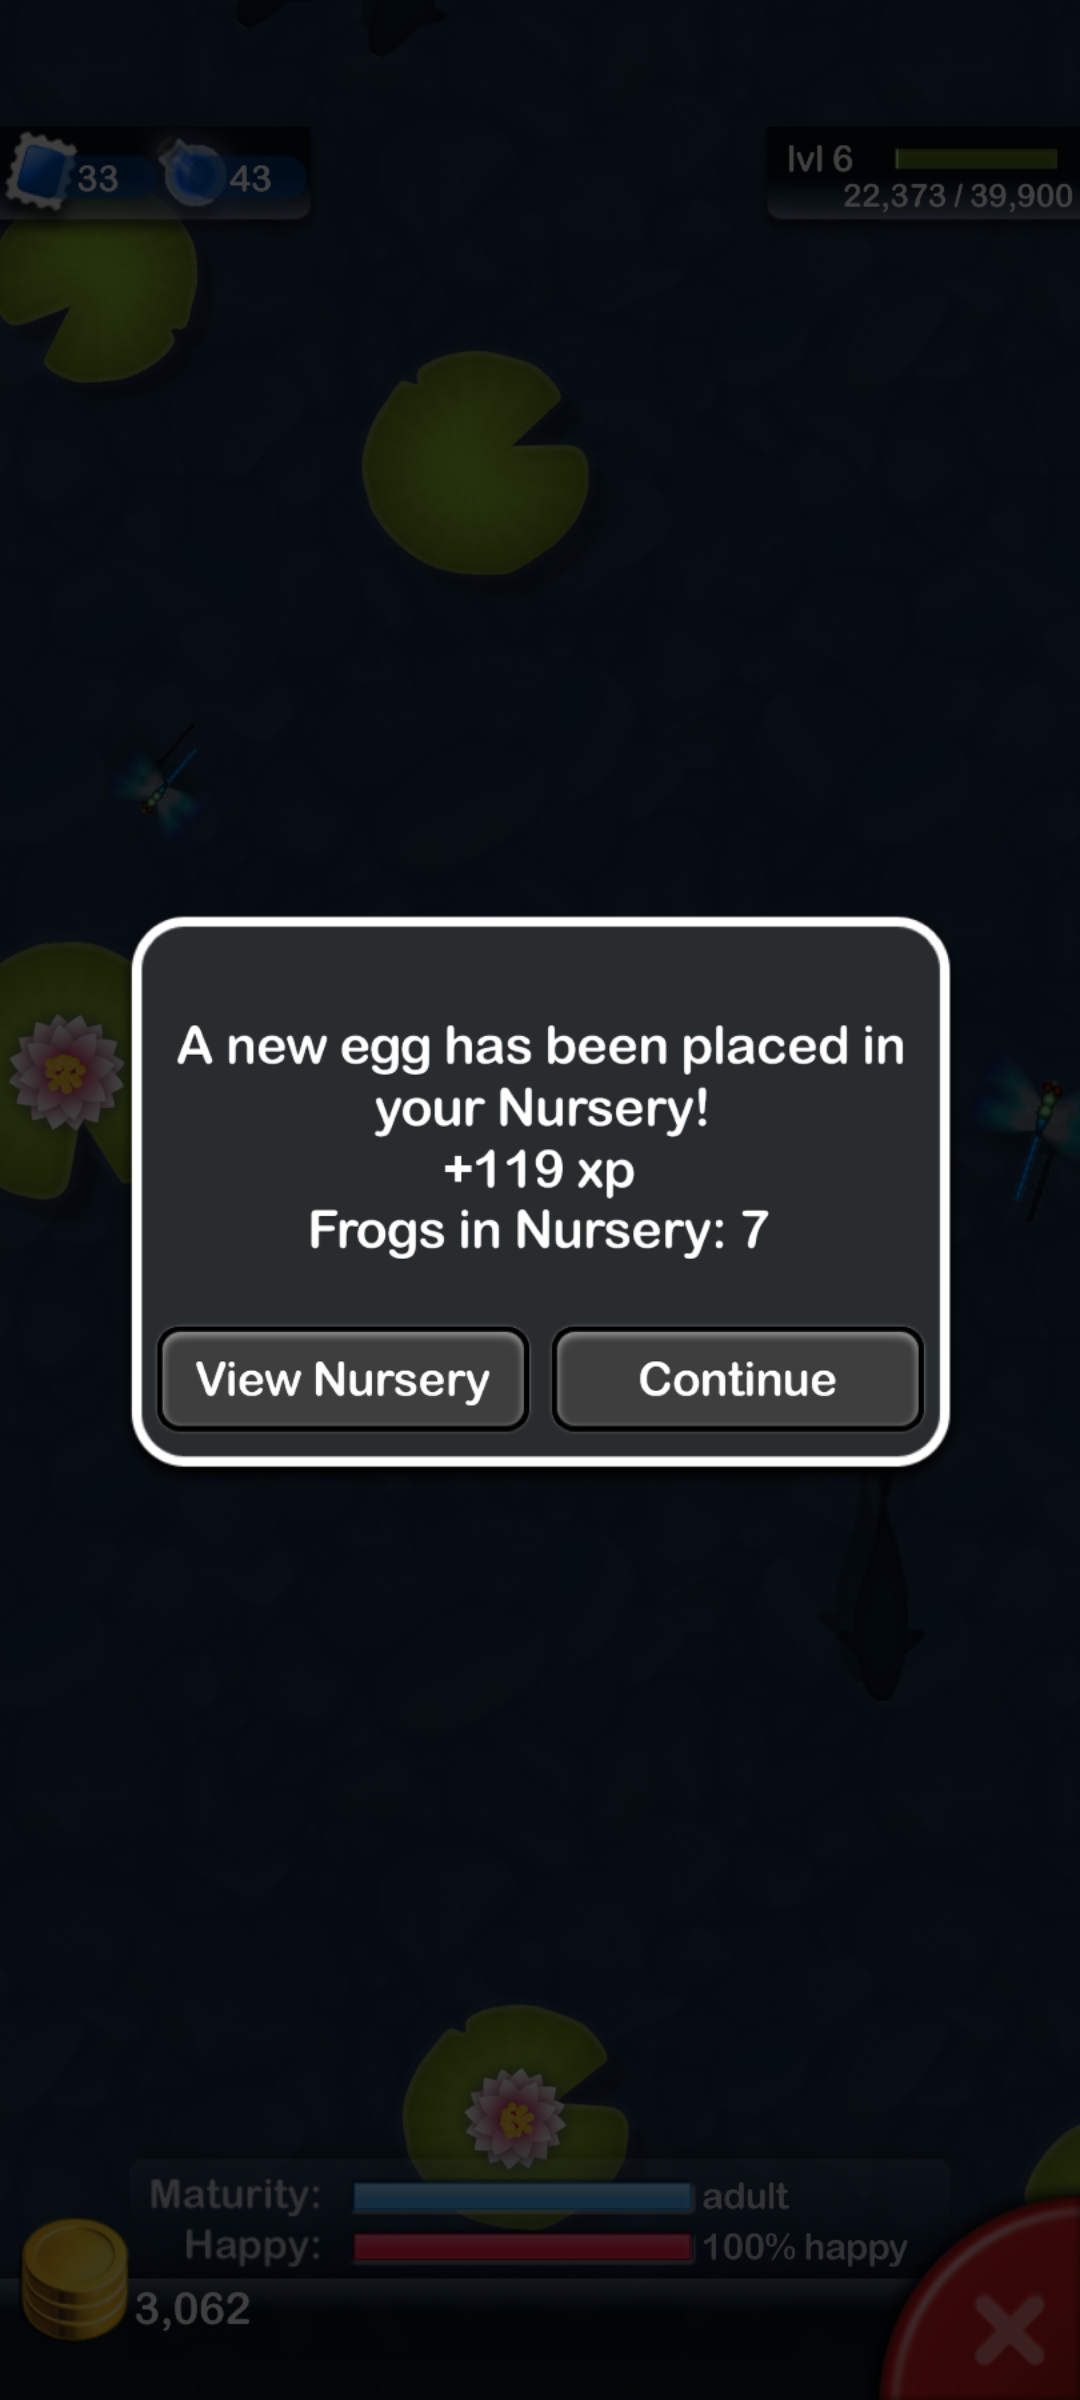 33
43
lvl 6
22,373 / 39,900
A new egg has been placed in
your Nursery!
+119 xp
Frogs in Nursery: 7
View Nursery
Continue
Maturity:
adult
Happy:
100% happy
3,062